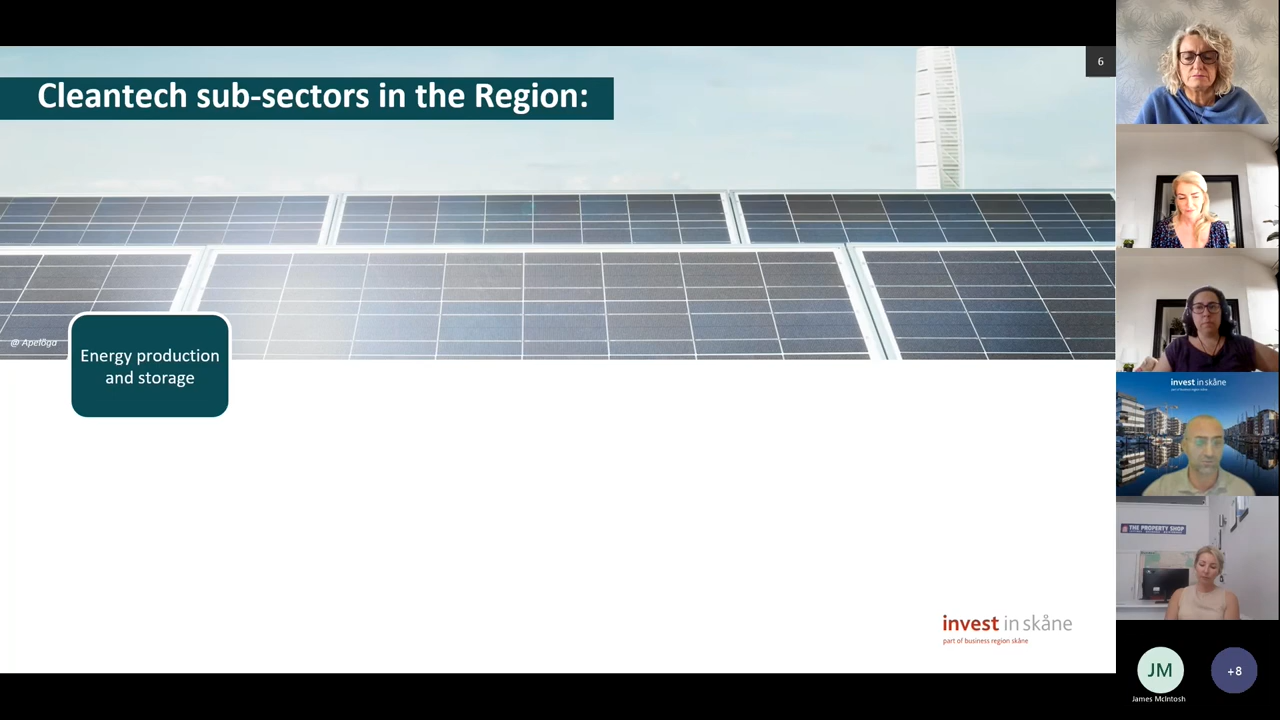 Cleantech sub-sectors in the Region:
6
@ Apelöga
Energy production
and storage
invest in skåne
part of business region skåne
invest in skåne
THE PROPERTY SHOP
JM
James McIntosh
+8